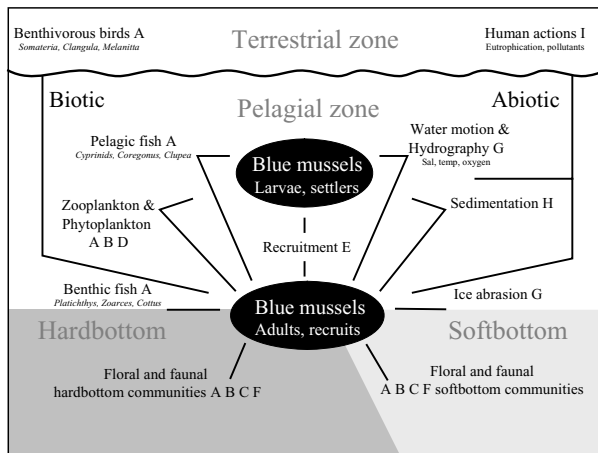 Benthivorous birds A
Somateria, Clangula, Melanitta
Terrestrial zone
Human actions I
Eutrophication, pollutants
Biotic
Pelagial zone
Abiotic
Pelagic fish A
Cyprinids, Coregonus, Clupea
Water motion &
Hydrography G
Sal, temp, oxygen
Blue mussels
Larvae, settlers
Zooplankton &
Phytoplankton
A B D
Sedimentation H
Recruitment E
Benthic fish A
Platichthys, Zoarces, Cottus
Ice abrasion G
Blue mussels
Adults, recruits
Hardbottom
Softbottom
Floral and faunal
hardbottom communities A B C F
Floral and faunal
A B C F softbottom communities